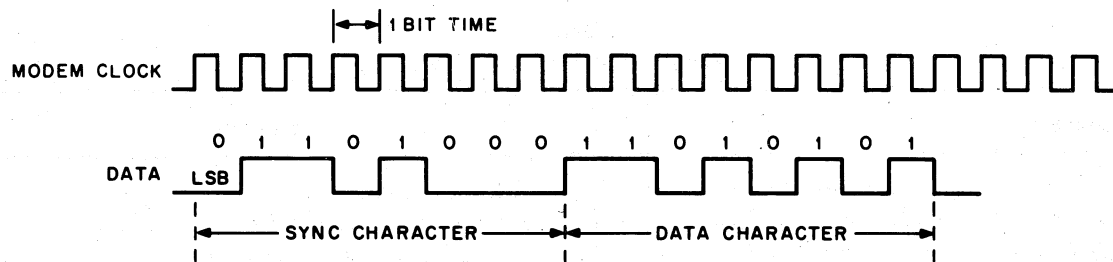 1 BIT TIME
MODEM CLOCK
0 1 1 0 1 0 0 0 1 1 0 1 0 1 0 1
DATA LSB
SYNC CHARACTER DATA CHARACTER